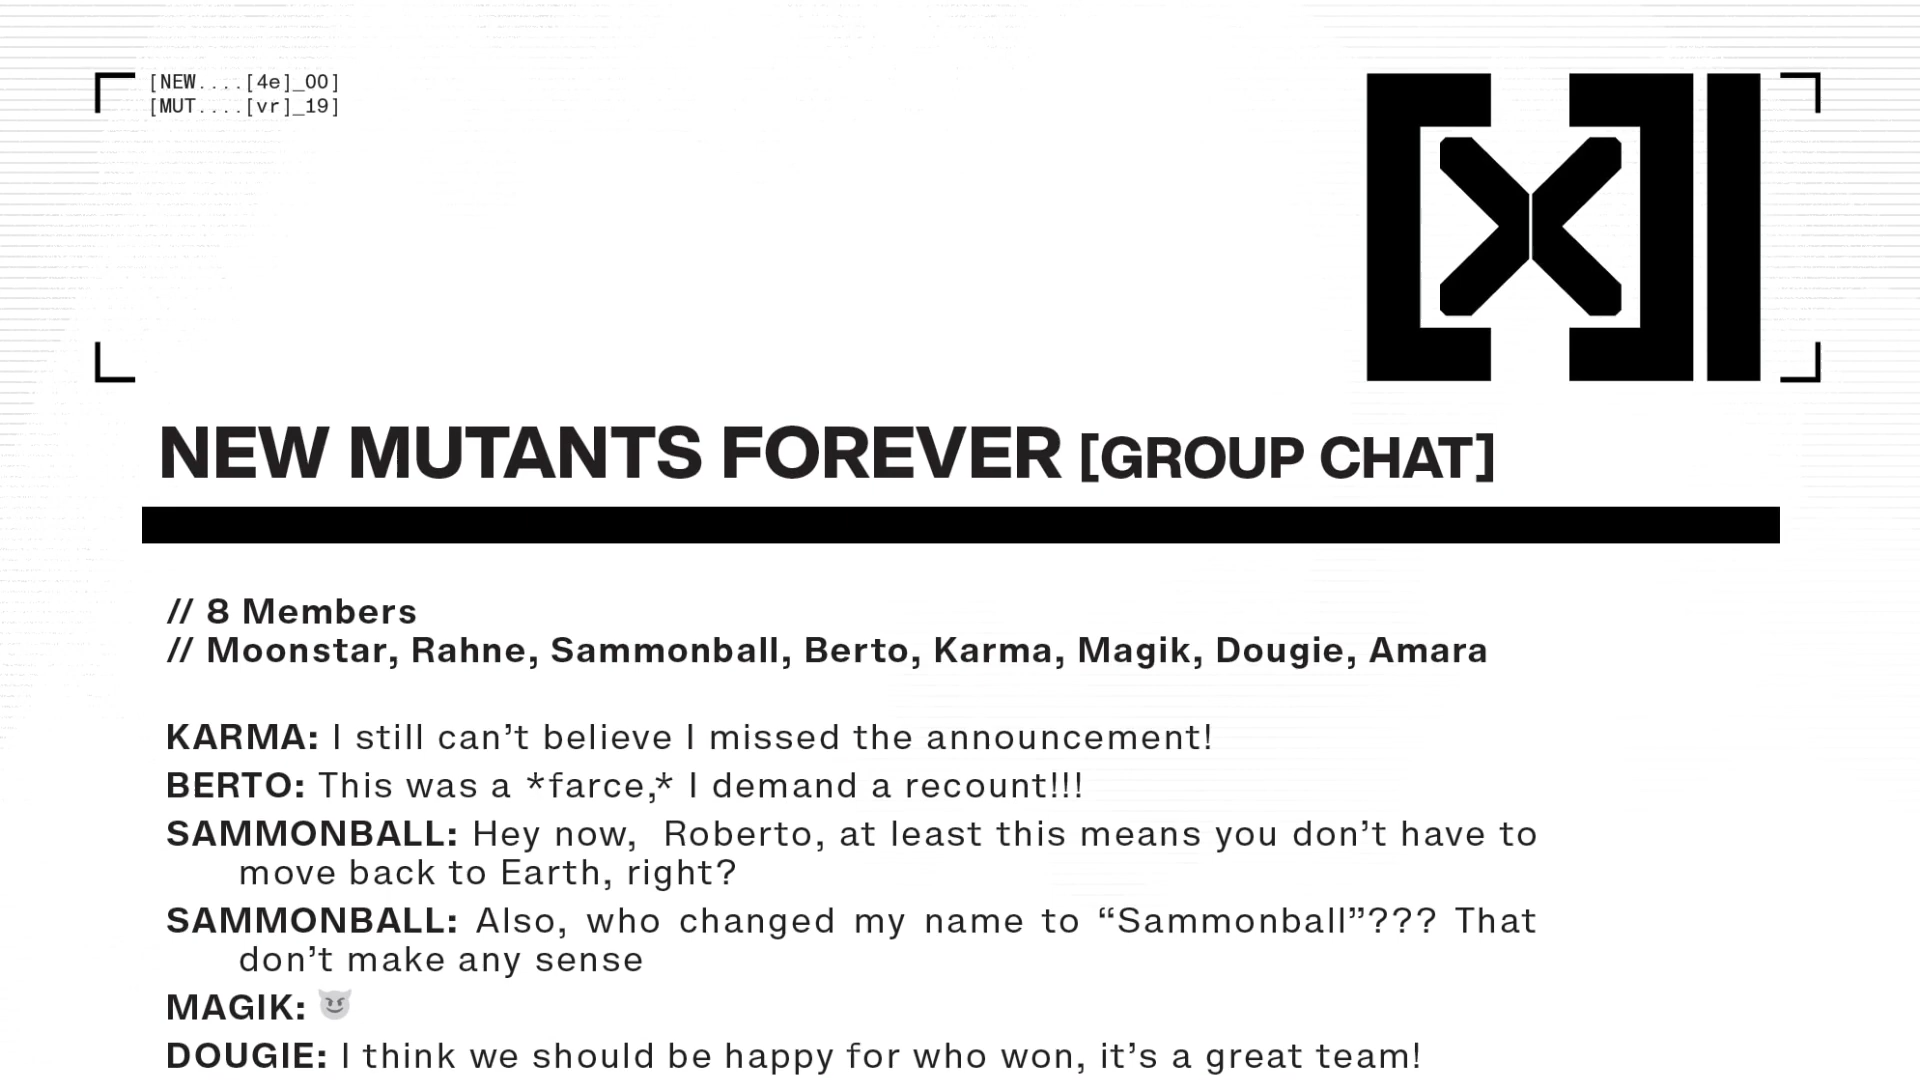 [NEW....[4e]_00]
[MUT....[vr]_19]
[X]|
NEW MUTANTS FOREVER [GROUP CHAT]
// 8 Members
// Moonstar, Rahne, Sammonball, Berto, Karma, Magik, Dougie, Amara
KARMA: I still can’t believe I missed the announcement!
BERTO: This was a *farce,* I demand a recount!!!
SAMMONBALL: Hey now,  Roberto, at least this means you don’t have to
move back to Earth, right?
SAMMONBALL: Also, who changed my name to “Sammonball”??? That
don’t make any sense
MAGIK: 😈
DOUGIE: I think we should be happy for who won, it’s a great team!